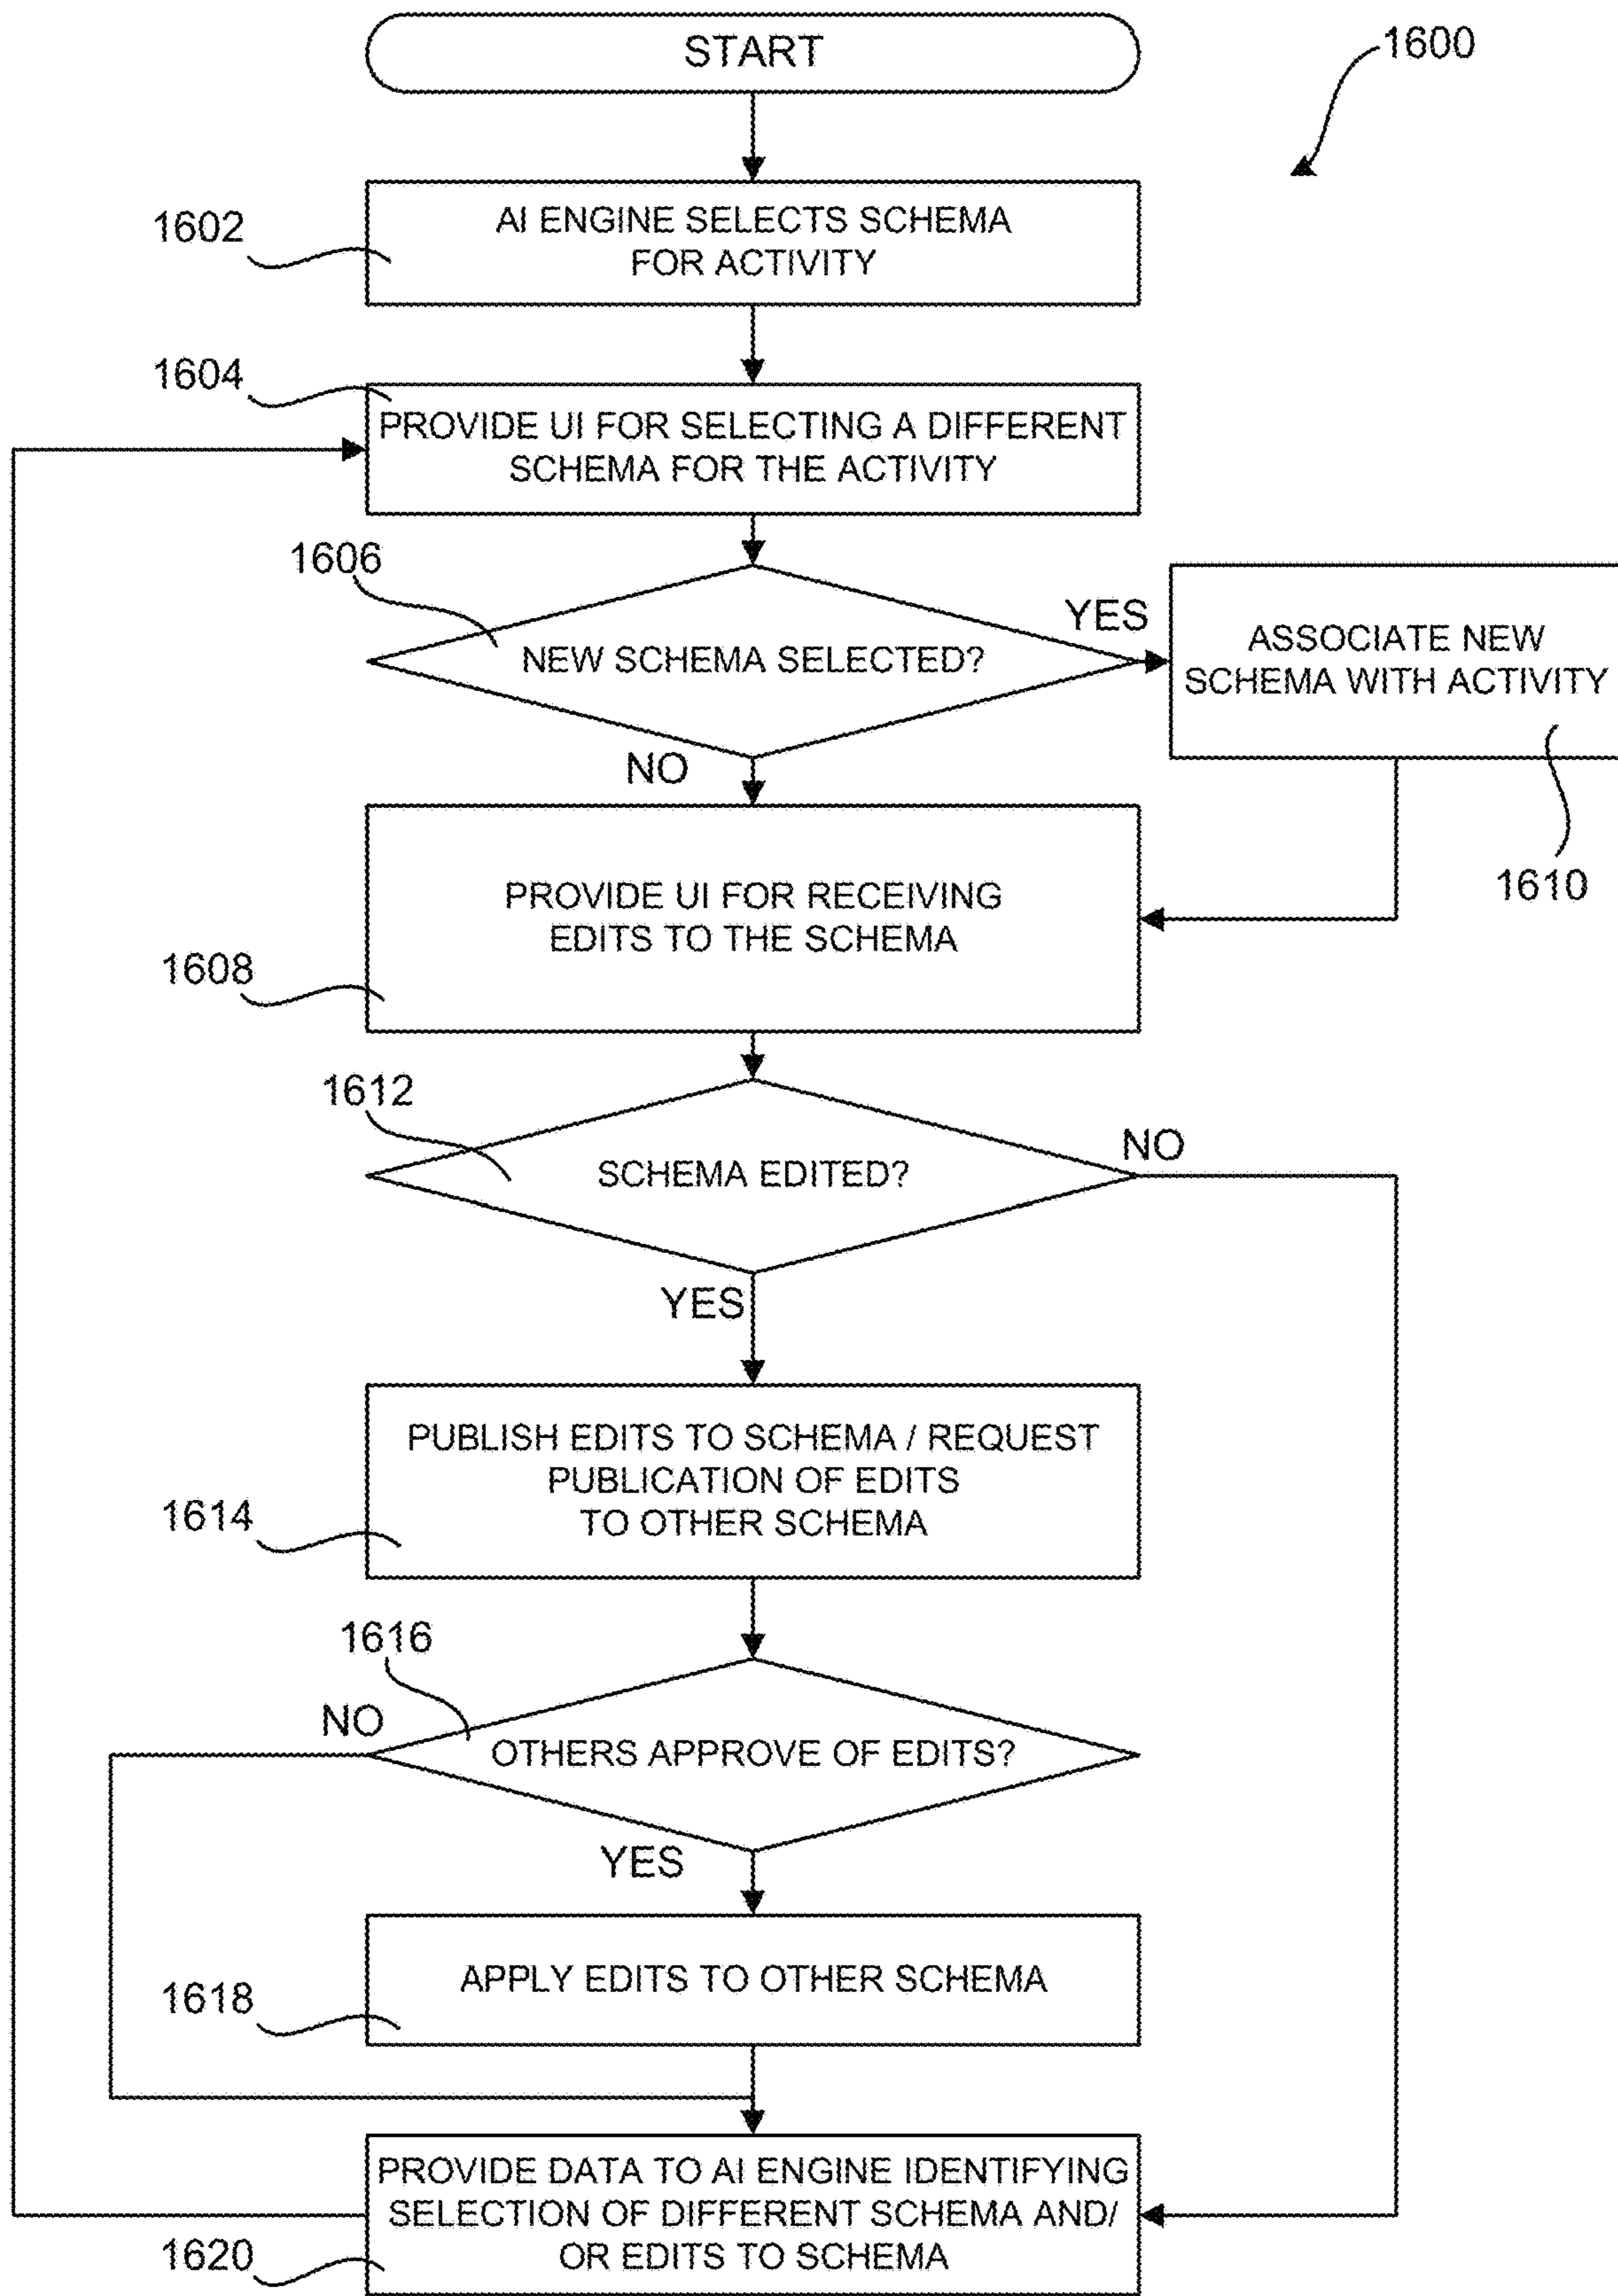 START
1600
1602
AI ENGINE SELECTS SCHEMA
FOR ACTIVITY
1604
PROVIDE UI FOR SELECTING A DIFFERENT
SCHEMA FOR THE ACTIVITY
1606
NEW SCHEMA SELECTED?
YES
ASSOCIATE NEW
SCHEMA WITH ACTIVITY
1610
NO
PROVIDE UI FOR RECEIVING
EDITS TO THE SCHEMA
1608
1612
SCHEMA EDITED?
NO
YES
PUBLISH EDITS TO SCHEMA / REQUEST
PUBLICATION OF EDITS
TO OTHER SCHEMA
1614
1616
NO
OTHERS APPROVE OF EDITS?
YES
APPLY EDITS TO OTHER SCHEMA
1618
PROVIDE DATA TO AI ENGINE IDENTIFYING
SELECTION OF DIFFERENT SCHEMA AND/
OR EDITS TO SCHEMA
1620